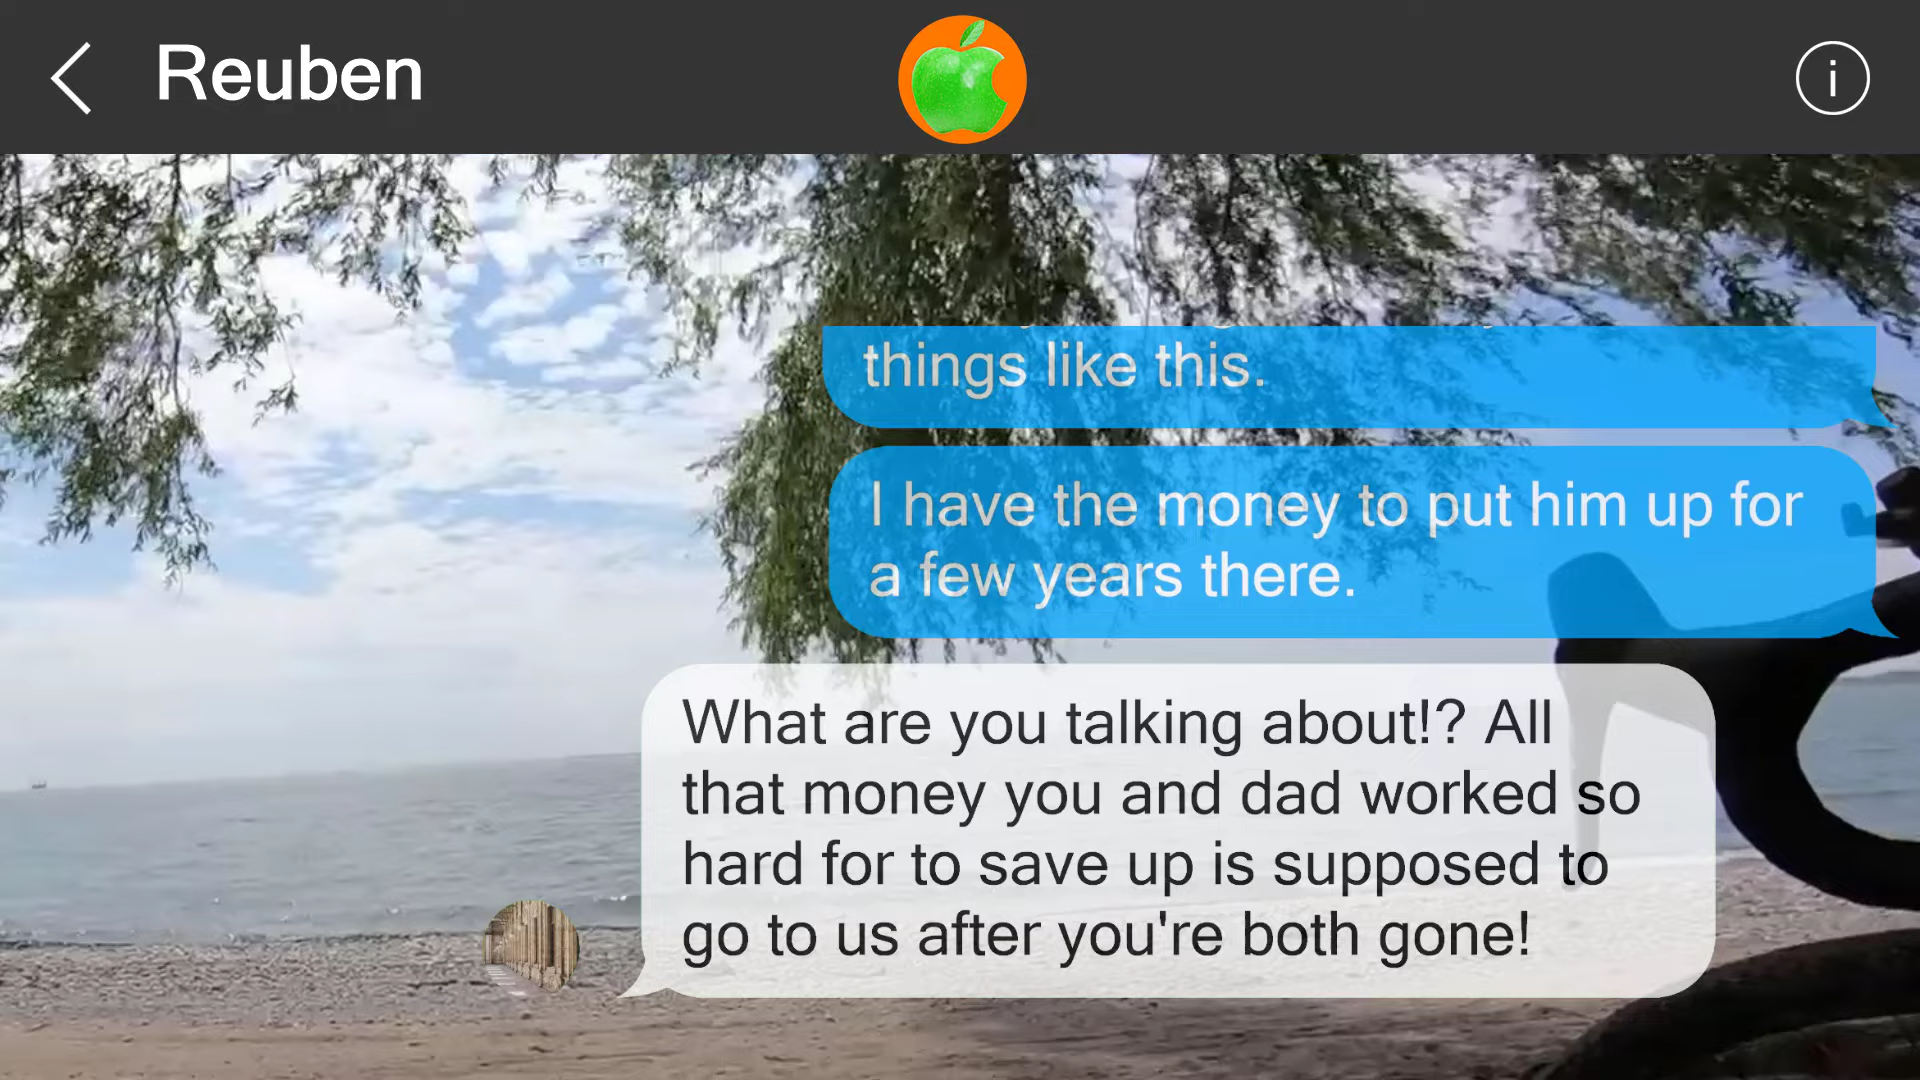 Reuben
i
things like this.
I have the money to put him up for
a few years there.
What are you talking about!? All
that money you and dad worked so
hard for to save up is supposed to
go to us after you're both gone!